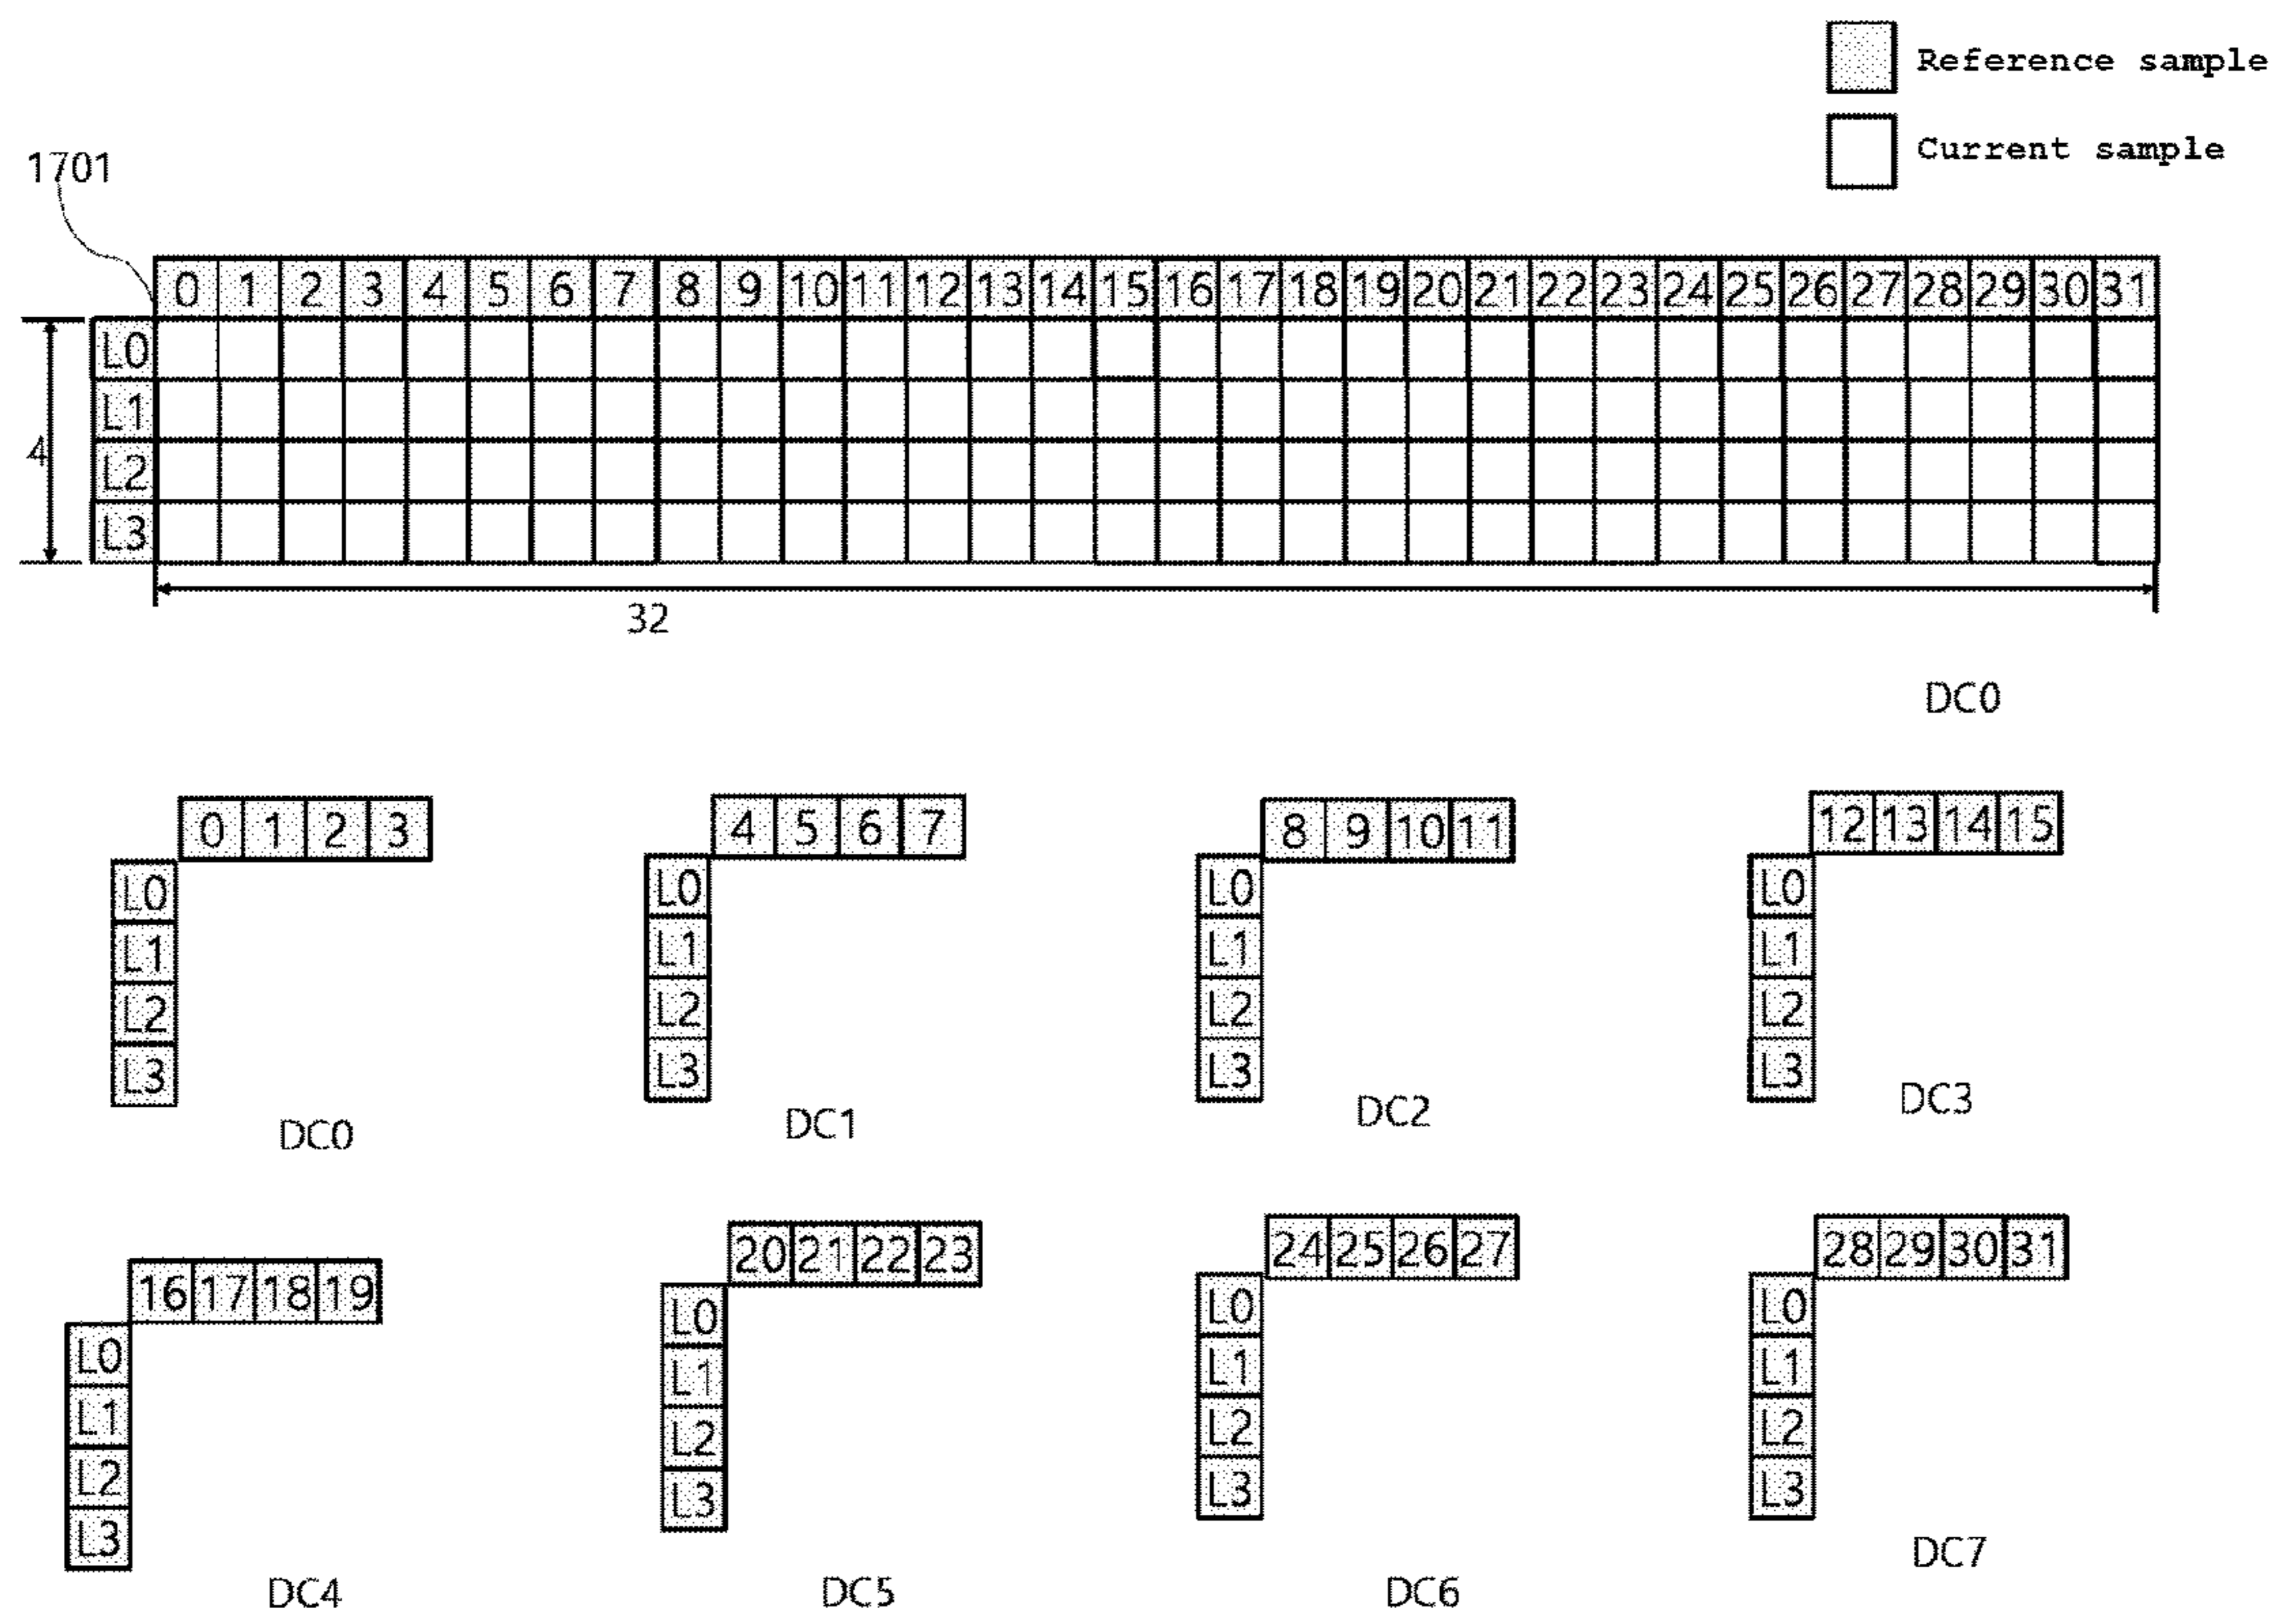 Reference sample
Current sample
1701
0 1 2 3 4 5 6 7 8 9 10 11 12 13 14 15 16 17 18 19 20 21 22 23 24 25 26 27 28 29 30 31
L0
L1
4
L2
L3
32
DC0
0 1 2 3
L0
L1
L2
L3
DC0
4 5 6 7
L0
L1
L2
L3
DC1
8 9 10 11
L0
L1
L2
L3
DC2
12 13 14 15
L0
L1
L2
L3
DC3
16 17 18 19
L0
L1
L2
L3
DC4
20 21 22 23
L0
L1
L2
L3
DC5
24 25 26 27
L0
L1
L2
L3
DC6
28 29 30 31
L0
L1
L2
L3
DC7